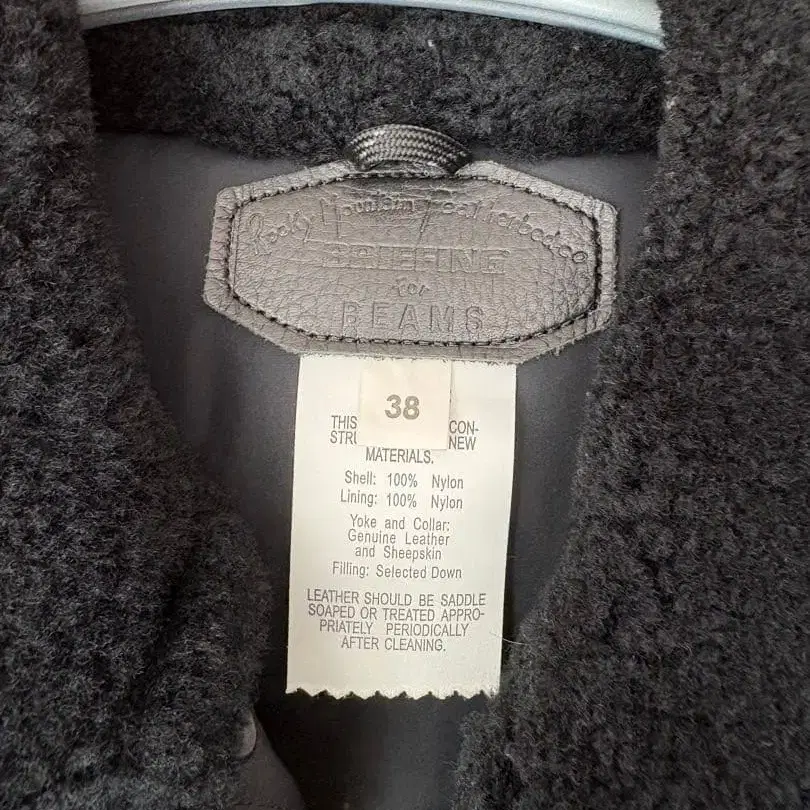 Rocky Mountain Featherbed co
BRIEFING
for
BEAMS
38
THIS CON-
STRU NEW
MATERIALS.
Shell: 100% Nylon
Lining: 100% Nylon
Yoke and Collar:
Genuine Leather
and Sheepskin
Filling: Selected Down
LEATHER SHOULD BE SADDLE
SOAPED OR TREATED APPRO-
PRIATELY PERIODICALLY
AFTER CLEANING.